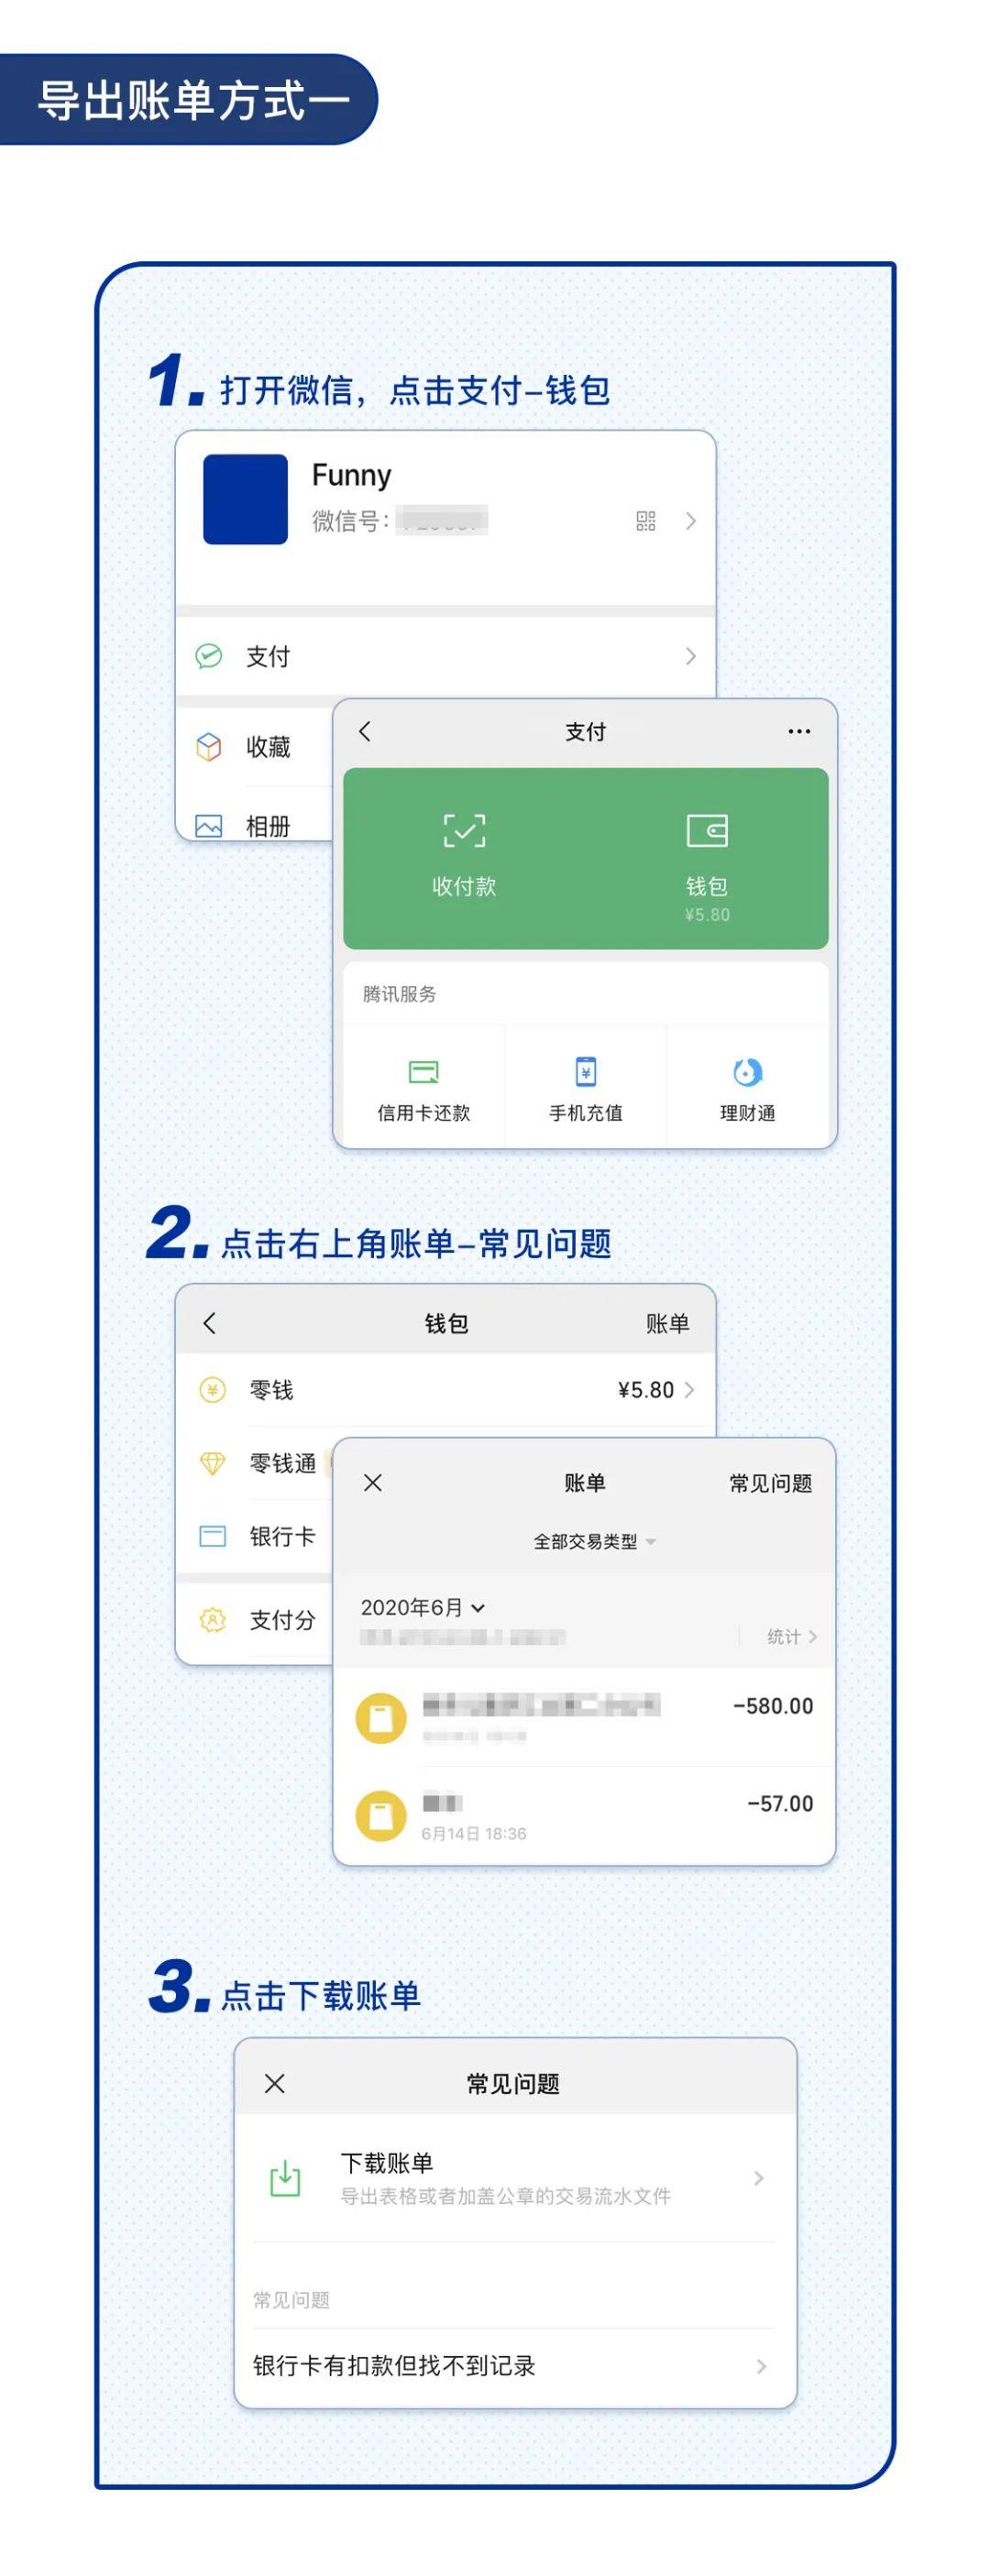 导出账单方式一
1. 打开微信，点击支付-钱包
Funny
微信号:
支付
收藏
相册
支付
收付款
钱包
¥5.80
腾讯服务
信用卡还款
手机充值
理财通
2. 点击右上角账单-常见问题
钱包
账单
零钱
¥5.80
零钱通
银行卡
支付分
账单
常见问题
全部交易类型
2020年6月
统计
-580.00
-57.00
6月14日 18:36
3. 点击下载账单
常见问题
下载账单
导出表格或者加盖公章的交易流水文件
常见问题
银行卡有扣款但找不到记录